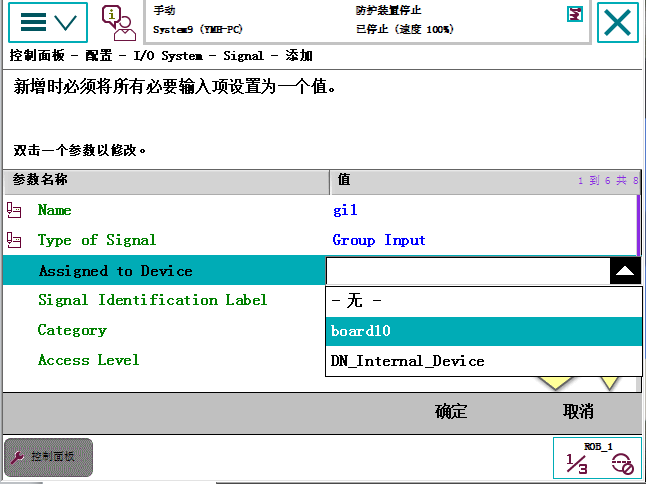 手动
防护装置停止
System9 (YMH-PC)
已停止 (速度 100%)
控制面板 - 配置 - I/O System - Signal - 添加
新增时必须将所有必要输入项设置为一个值。
双击一个参数以修改。
参数名称 值 1 到 6 共 8
Name gi1
Type of Signal Group Input
Assigned to Device
Signal Identification Label - 无 -
Category board10
Access Level DN_Internal_Device
确定 取消
控制面板
ROB_1
1/3